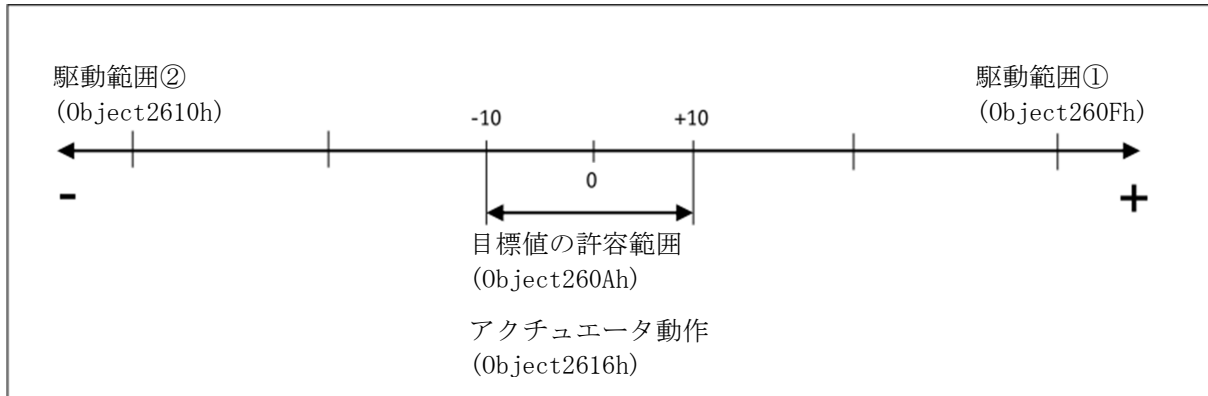 駆動範囲②
(Object2610h)
駆動範囲①
(Object260Fh)
-10
+10
0
-
+
目標値の許容範囲
(Object260Ah)
アクチュエータ動作
(Object2616h)